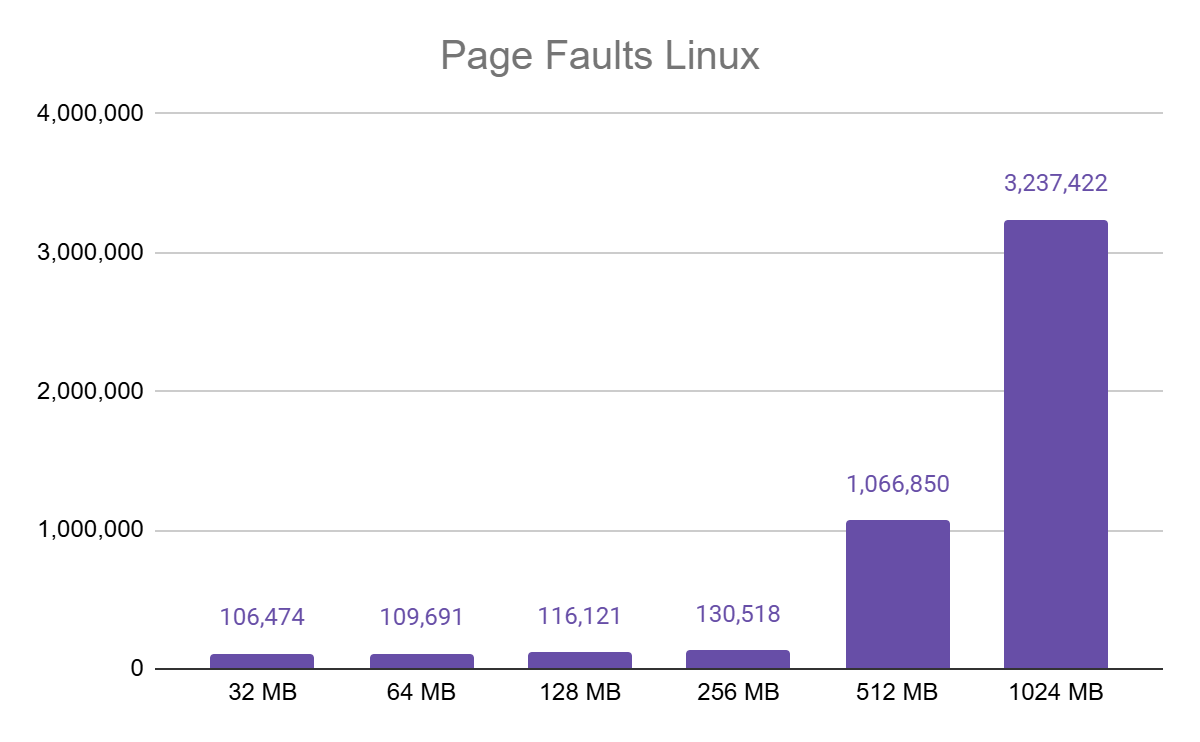 Page Faults Linux
4,000,000
3,237,422
3,000,000
2,000,000
1,066,850
1,000,000
106,474 109,691 116,121 130,518
0
32 MB 64 MB 128 MB 256 MB 512 MB 1024 MB